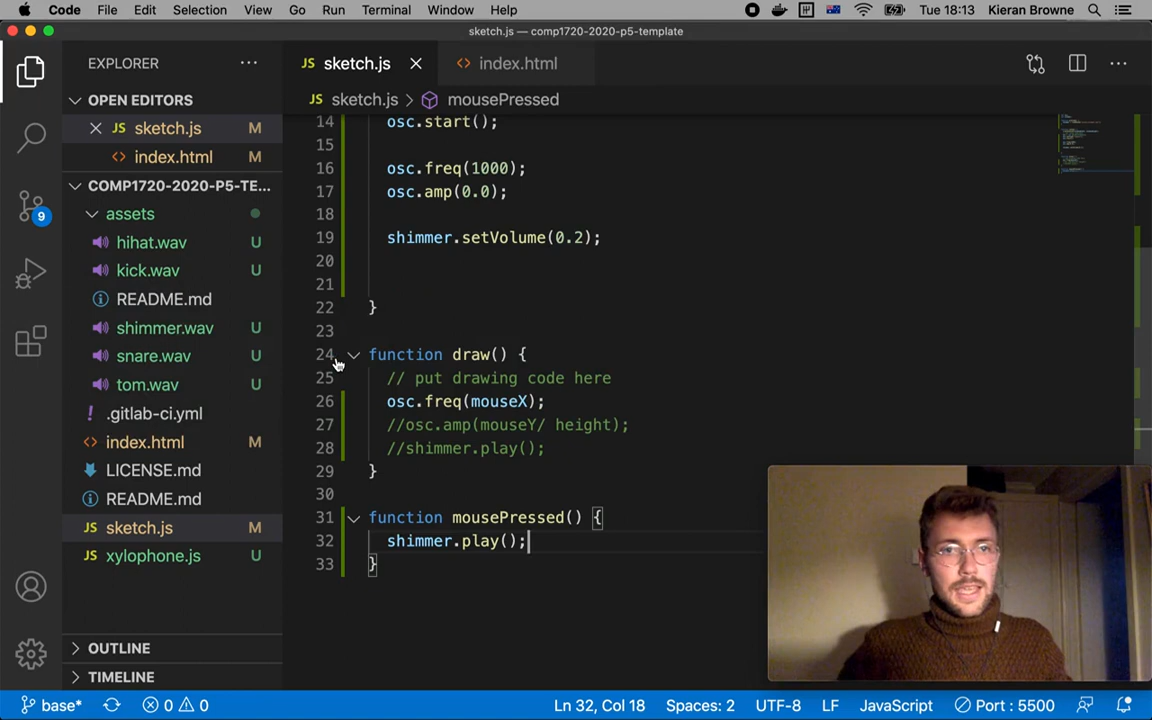 Code File Edit Selection View Go Run Terminal Window Help Tue 18:13 Kieran Browne
sketch.js — comp1720-2020-p5-template
EXPLORER
OPEN EDITORS
JS sketch.js M
<> index.html M
COMP1720-2020-P5-TE...
assets
hihat.wav U
kick.wav U
README.md
shimmer.wav U
snare.wav U
tom.wav U
! .gitlab-ci.yml
<> index.html M
LICENSE.md
README.md
JS sketch.js M
JS xylophone.js U
OUTLINE
TIMELINE
9
JS sketch.js <> index.html
JS sketch.js > mousePressed
14 osc.start();
15
16 osc.freq(1000);
17 osc.amp(0.0);
18
19 shimmer.setVolume(0.2);
20
21
22 }
23
24 function draw() {
25 // put drawing code here
26 osc.freq(mouseX);
27 //osc.amp(mouseY/ height);
28 //shimmer.play();
29 }
30
31 function mousePressed() {
32 shimmer.play();
33 }
base* 0 0 Ln 32, Col 18 Spaces: 2 UTF-8 LF JavaScript Port : 5500